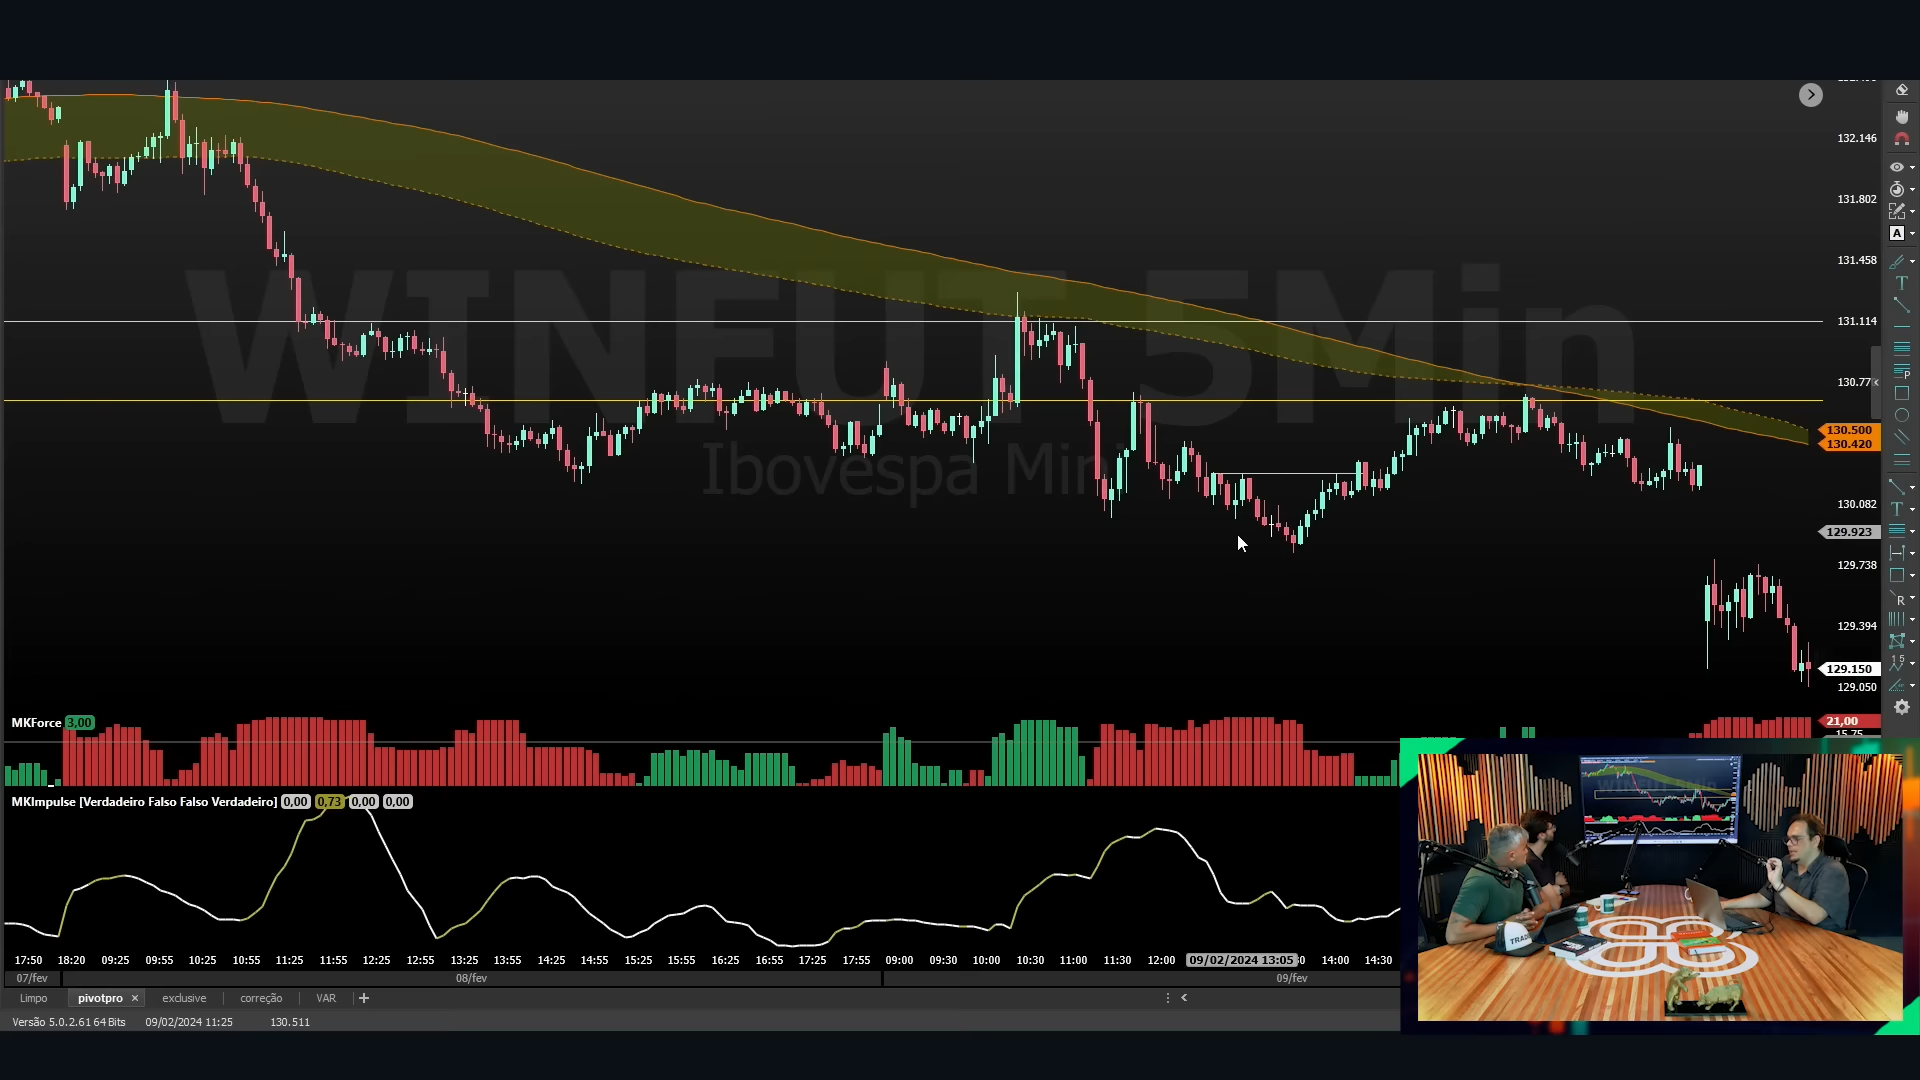 WINFUT 5Min
Ibovespa Min
132.146
131.802
131.458
131.114
130.77
130.500
130.420
130.082
129.923
129.738
129.394
129.150
129.050
MKForce 3,00
21,00
15,75
MKImpulse [Verdadeiro Falso Falso Verdadeiro] 0,00 0,73 0,00 0,00
17:50 18:20 09:25 09:55 10:25 10:55 11:25 11:55 12:25 12:55 13:25 13:55 14:25 14:55 15:25 15:55 16:25 16:55 17:25 17:55 09:00 09:30 10:00 10:30 11:00 11:30 12:00 09/02/2024 13:05 14:00 14:30
07/fev 08/fev 09/fev
Limpo pivotpro × exclusive correção VAR +
Versão 5.0.2.61 64 Bits 09/02/2024 11:25 130.511
A
T
P
T
R
1 5